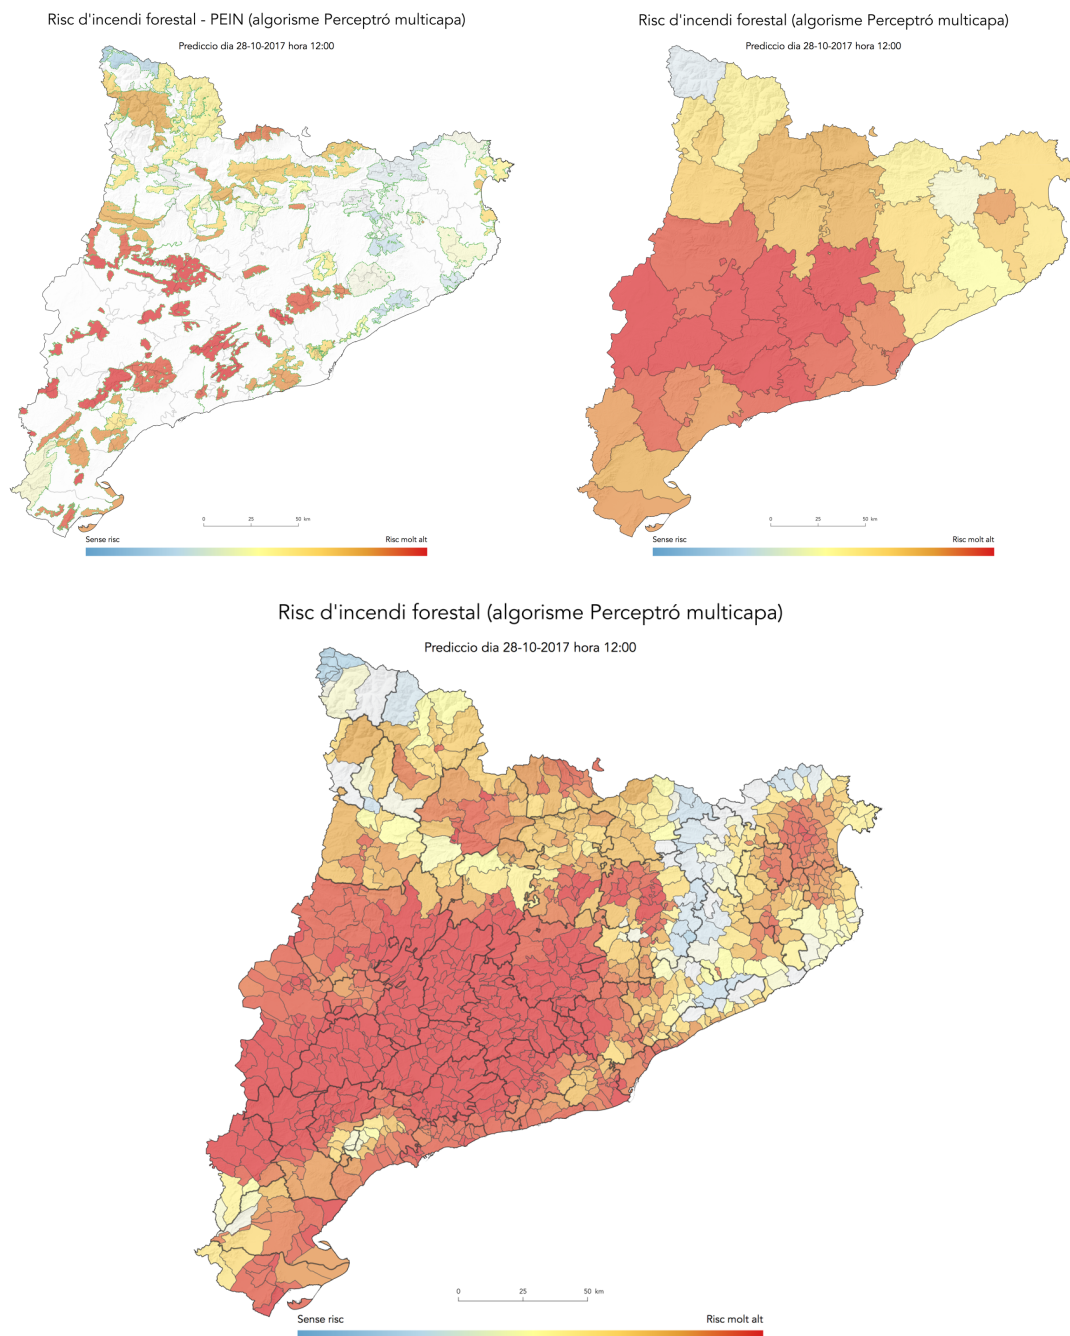 Risc d'incendi forestal - PEIN (algorisme Perceptró multicapa)
Prediccio dia 28-10-2017 hora 12:00
0 25 50 km
Sense risc Risc molt alt
Risc d'incendi forestal (algorisme Perceptró multicapa)
Prediccio dia 28-10-2017 hora 12:00
0 25 50 km
Sense risc Risc molt alt
Risc d'incendi forestal (algorisme Perceptró multicapa)
Prediccio dia 28-10-2017 hora 12:00
0 25 50 km
Sense risc Risc molt alt